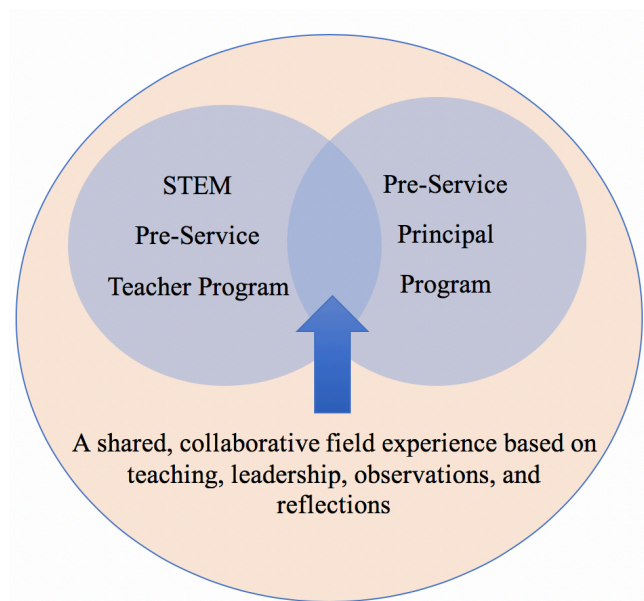 STEM
Pre-Service
Teacher Program
Pre-Service
Principal
Program
A shared, collaborative field experience based on
teaching, leadership, observations, and
reflections